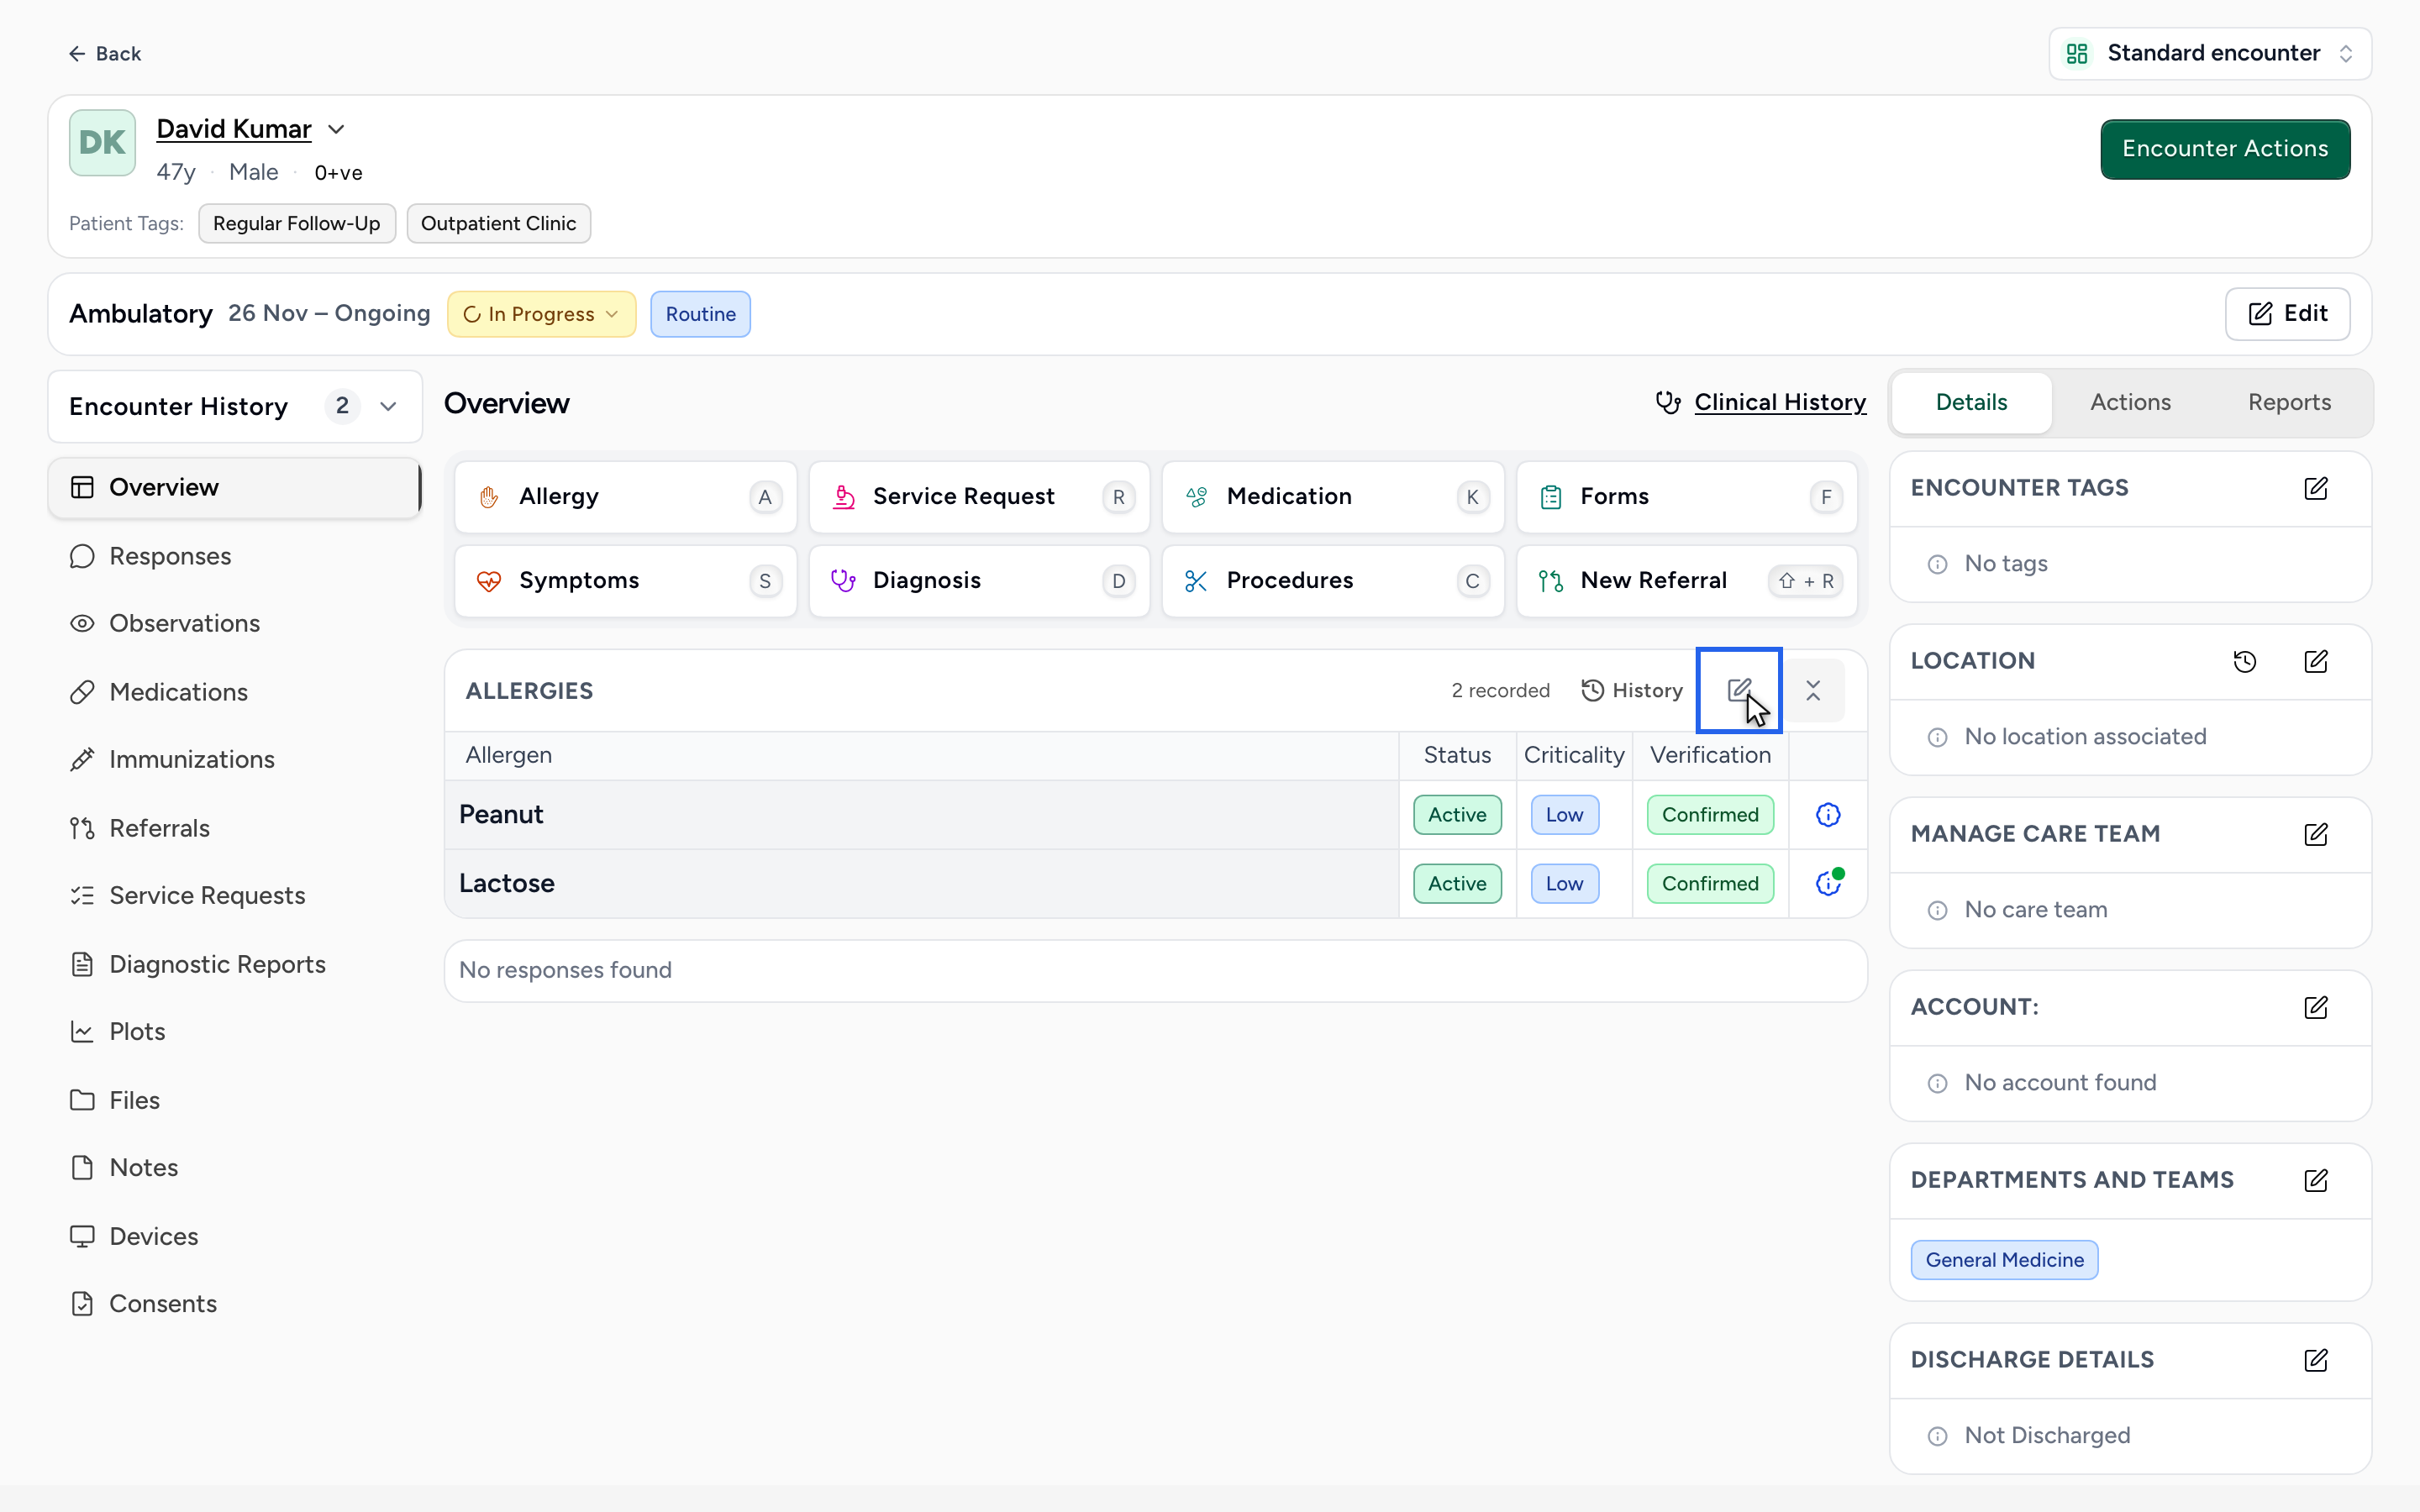 Back
Standard encounter
DK
David Kumar
47y · Male · 0+ve
Encounter Actions
Patient Tags: Regular Follow-Up Outpatient Clinic
Ambulatory 26 Nov – Ongoing In Progress Routine
Edit
Encounter History 2
Overview
Responses
Observations
Medications
Immunizations
Referrals
Service Requests
Diagnostic Reports
Plots
Files
Notes
Devices
Consents
Overview
Clinical History
Allergy A
Service Request R
Medication K
Forms F
Symptoms S
Diagnosis D
Procedures C
New Referral ⇧ + R
ALLERGIES 2 recorded History
Allergen Status Criticality Verification
Peanut Active Low Confirmed
Lactose Active Low Confirmed
No responses found
Details Actions Reports
ENCOUNTER TAGS
No tags
LOCATION
No location associated
MANAGE CARE TEAM
No care team
ACCOUNT:
No account found
DEPARTMENTS AND TEAMS
General Medicine
DISCHARGE DETAILS
Not Discharged